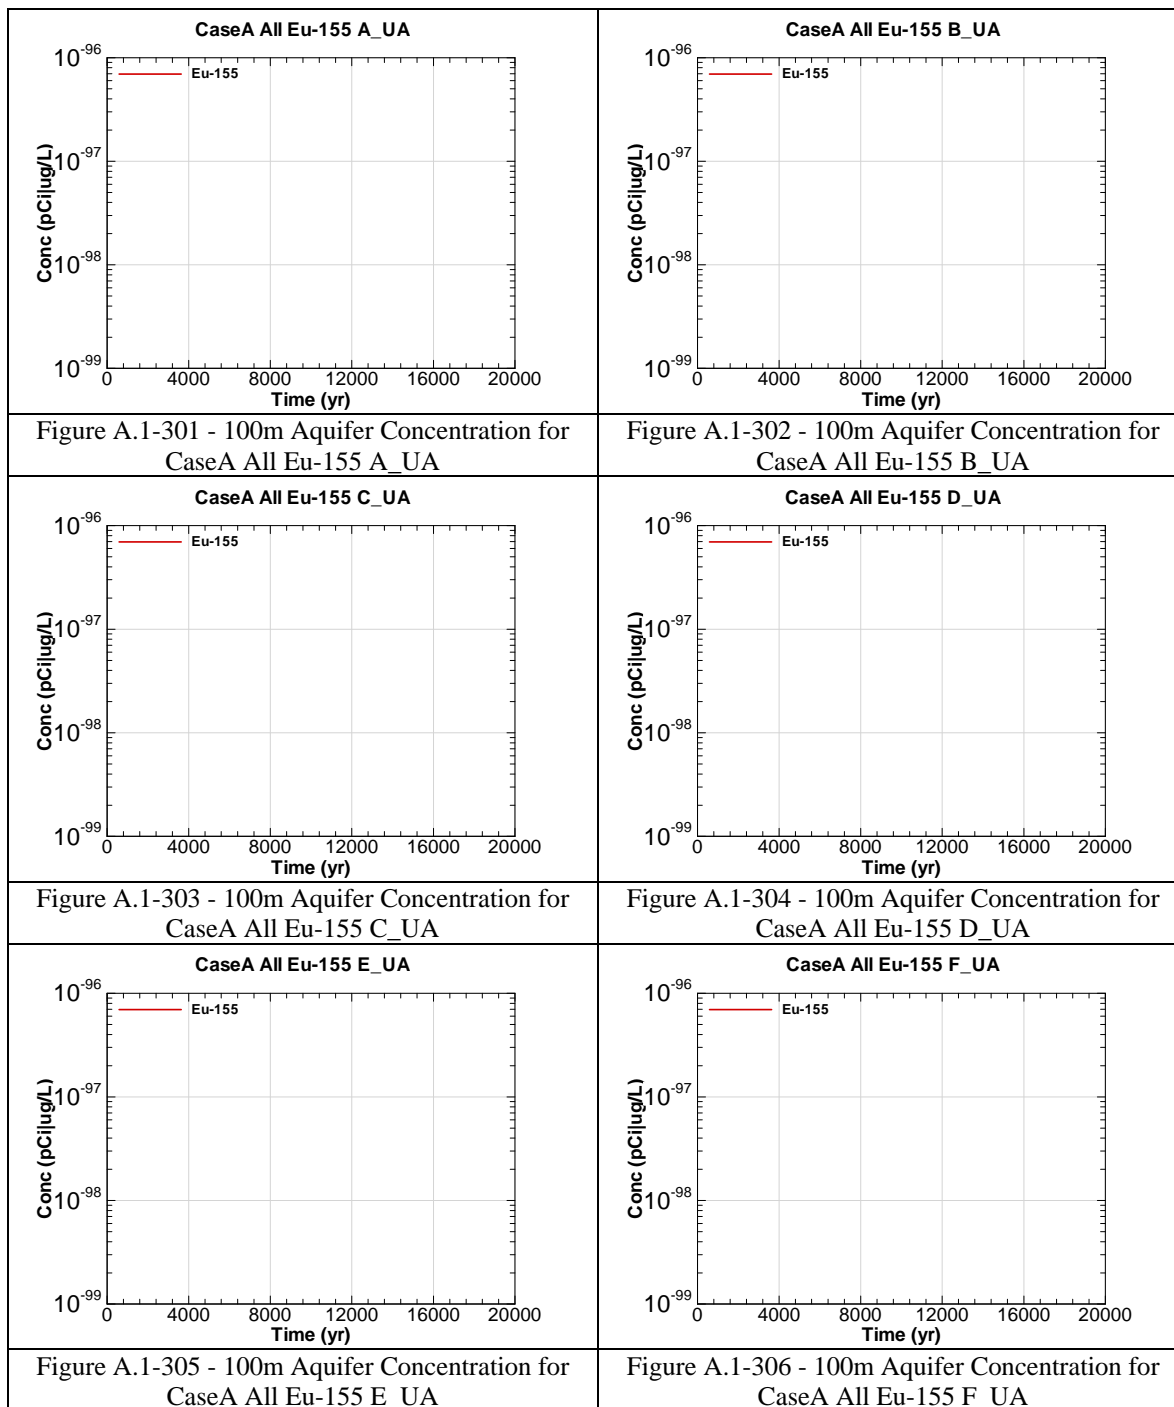 CaseA All Eu-155 A_UA
10-96
Eu-155
10-97
10-98
10-99
Conc (pCi|ug/L)
0 4000 8000 12000 16000 20000
Time (yr)
Figure A.1-301 - 100m Aquifer Concentration for
CaseA All Eu-155 A_UA
CaseA All Eu-155 B_UA
10-96
Eu-155
10-97
10-98
10-99
Conc (pCi|ug/L)
0 4000 8000 12000 16000 20000
Time (yr)
Figure A.1-302 - 100m Aquifer Concentration for
CaseA All Eu-155 B_UA
CaseA All Eu-155 C_UA
10-96
Eu-155
10-97
10-98
10-99
Conc (pCi|ug/L)
0 4000 8000 12000 16000 20000
Time (yr)
Figure A.1-303 - 100m Aquifer Concentration for
CaseA All Eu-155 C_UA
CaseA All Eu-155 D_UA
10-96
Eu-155
10-97
10-98
10-99
Conc (pCi|ug/L)
0 4000 8000 12000 16000 20000
Time (yr)
Figure A.1-304 - 100m Aquifer Concentration for
CaseA All Eu-155 D_UA
CaseA All Eu-155 E_UA
10-96
Eu-155
10-97
10-98
10-99
Conc (pCi|ug/L)
0 4000 8000 12000 16000 20000
Time (yr)
Figure A.1-305 - 100m Aquifer Concentration for
CaseA All Eu-155 E_UA
CaseA All Eu-155 F_UA
10-96
Eu-155
10-97
10-98
10-99
Conc (pCi|ug/L)
0 4000 8000 12000 16000 20000
Time (yr)
Figure A.1-306 - 100m Aquifer Concentration for
CaseA All Eu-155 F_UA